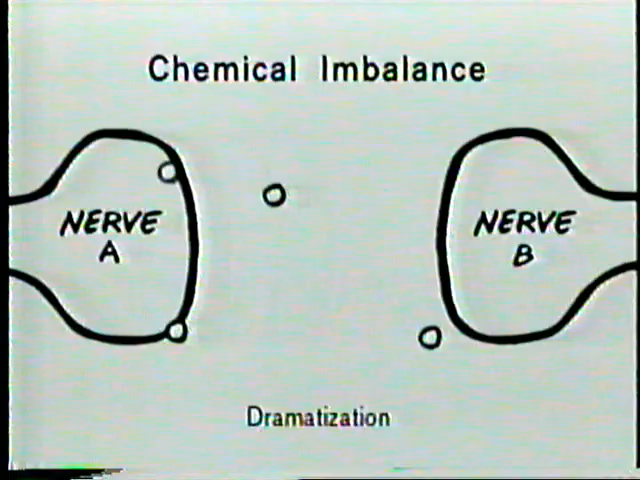 Chemical Imbalance
NERVE
A
NERVE
B
Dramatization